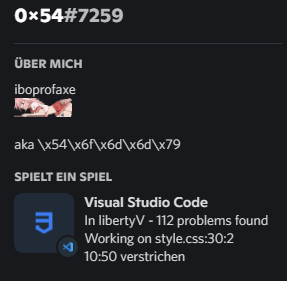 0×54#7259
ÜBER MICH
iboprofaxe
aka \x54\x6f\x6d\x6d\x79
SPIELT EIN SPIEL
Visual Studio Code
In libertyV - 112 problems found
Working on style.css:30:2
10:50 verstrichen